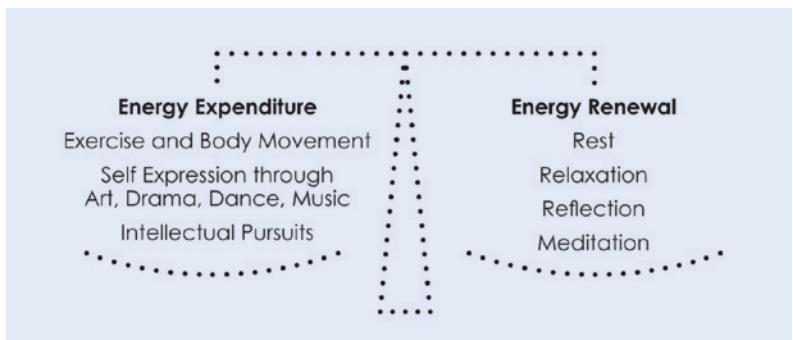 Energy Expenditure
Exercise and Body Movement
Self Expression through
Art, Drama, Dance, Music
Intellectual Pursuits
Energy Renewal
Rest
Relaxation
Reflection
Meditation